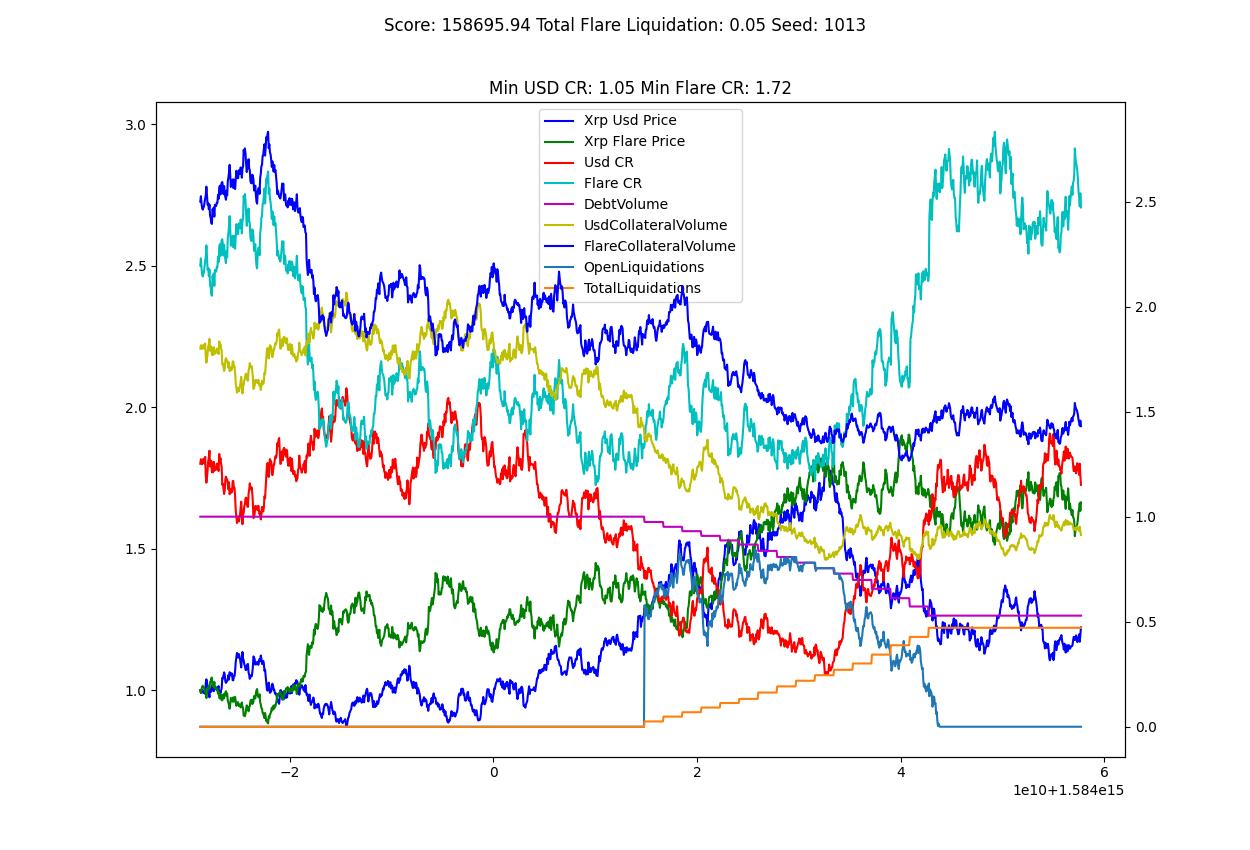 Score: 158695.94 Total Flare Liquidation: 0.05 Seed: 1013
Min USD CR: 1.05 Min Flare CR: 1.72
Xrp Usd Price
Xrp Flare Price
Usd CR
Flare CR
DebtVolume
UsdCollateralVolume
FlareCollateralVolume
OpenLiquidations
TotalLiquidations
3.0
2.5
2.0
1.5
1.0
2.5
2.0
1.5
1.0
0.5
0.0
−2 0 2 4 6
1e10+1.584e15